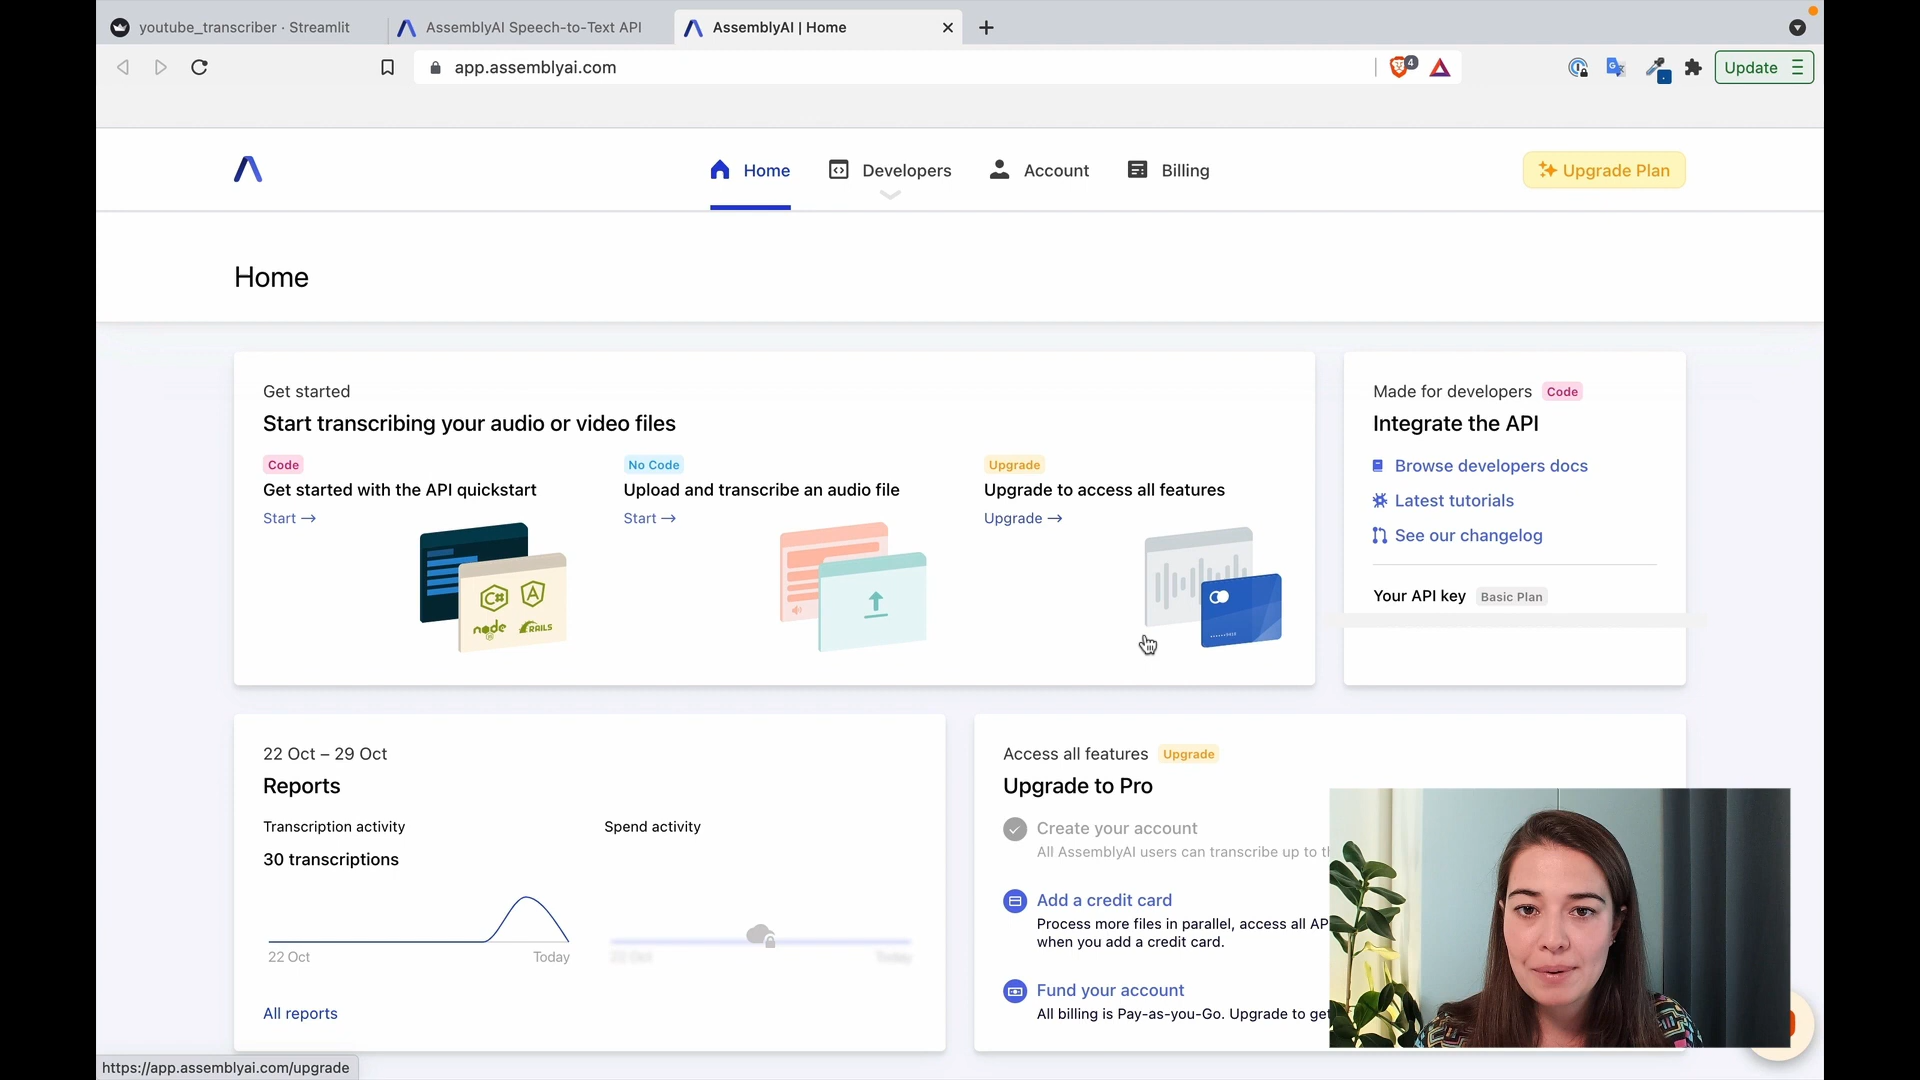 youtube_transcriber · Streamlit
AssemblyAI Speech-to-Text API
AssemblyAI | Home
app.assemblyai.com
4
Update
Home
Developers
Account
Billing
Upgrade Plan
Home
Get started
Start transcribing your audio or video files
Code
Get started with the API quickstart
Start →
C#
A
node
RAILS
No Code
Upload and transcribe an audio file
Start →
Upgrade
Upgrade to access all features
Upgrade →
Made for developers Code
Integrate the API
Browse developers docs
Latest tutorials
See our changelog
Your API key Basic Plan
22 Oct – 29 Oct
Reports
Transcription activity
30 transcriptions
22 Oct
Today
Spend activity
22 Oct
Today
All reports
Access all features Upgrade
Upgrade to Pro
Create your account
All AssemblyAI users can transcribe up to
Add a credit card
Process more files in parallel, access all AP
when you add a credit card.
Fund your account
All billing is Pay-as-you-Go. Upgrade to get
https://app.assemblyai.com/upgrade